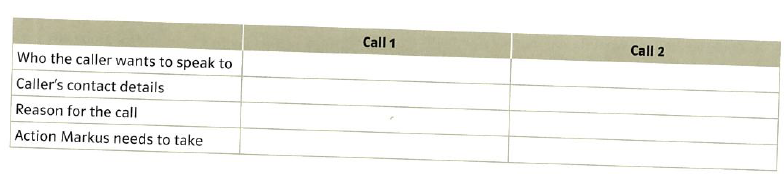 Call 1 Call 2
Who the caller wants to speak to
Caller's contact details
Reason for the call
Action Markus needs to take